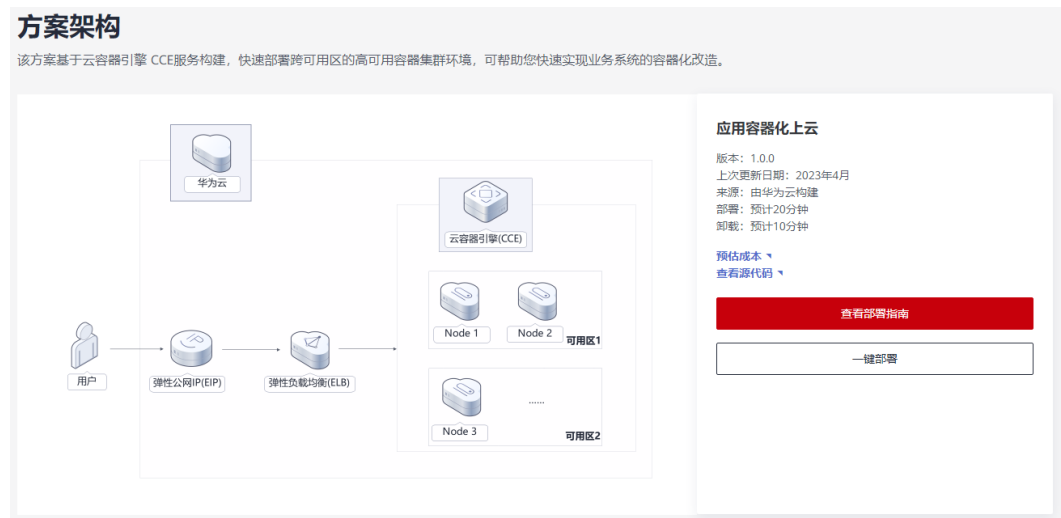 方案架构
该方案基于云容器引擎 CCE服务构建，快速部署跨可用区的高可用容器集群环境，可帮助您快速实现业务系统的容器化改造。
华为云
云容器引擎(CCE)
Node 1
Node 2
可用区1
用户
弹性公网IP(EIP)
弹性负载均衡(ELB)
Node 3
......
可用区2
应用容器化上云
版本：1.0.0
上次更新日期：2023年4月
来源：由华为云构建
部署：预计20分钟
卸载：预计10分钟
预估成本
查看源代码
查看部署指南
一键部署